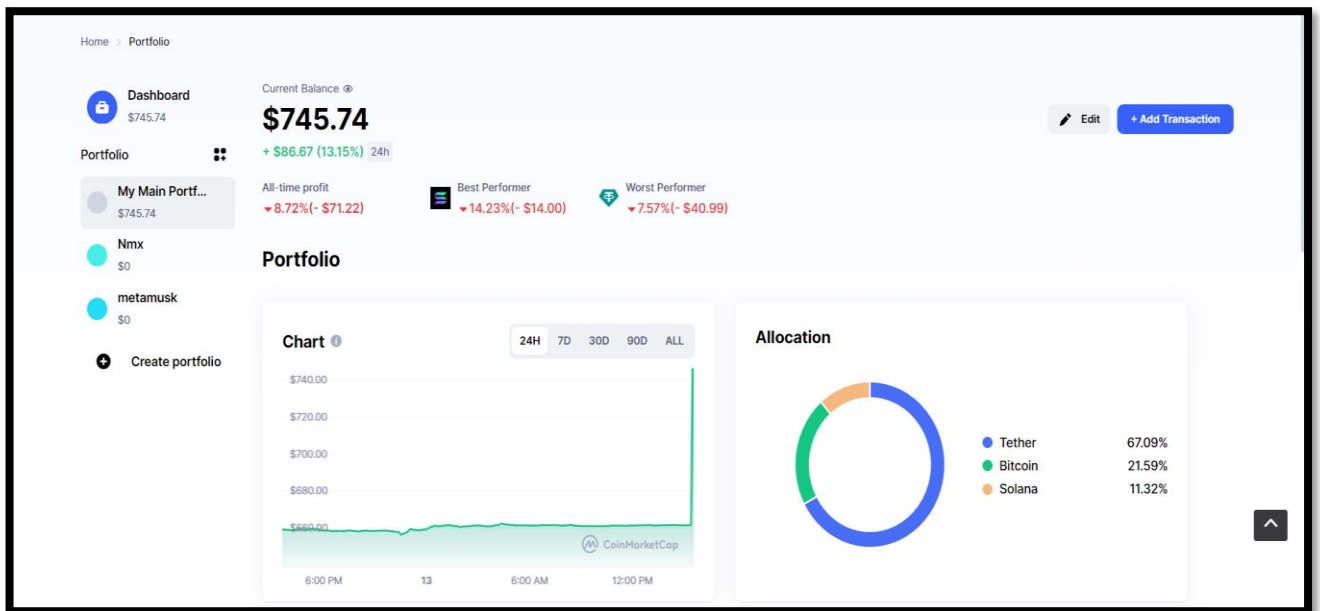 Home > Portfolio
Dashboard
$745.74
Portfolio
My Main Portf...
$745.74
Nmx
$0
metamusk
$0
Create portfolio
Current Balance
$745.74
+ $86.67 (13.15%) 24h
Edit
+ Add Transaction
All-time profit
8.72%(- $71.22)
Best Performer
14.23%(- $14.00)
Worst Performer
7.57%(- $40.99)
Portfolio
Chart
24H 7D 30D 90D ALL
$740.00
$720.00
$700.00
$680.00
$660.00
CoinMarketCap
6:00 PM 13 6:00 AM 12:00 PM
Allocation
Tether 67.09%
Bitcoin 21.59%
Solana 11.32%